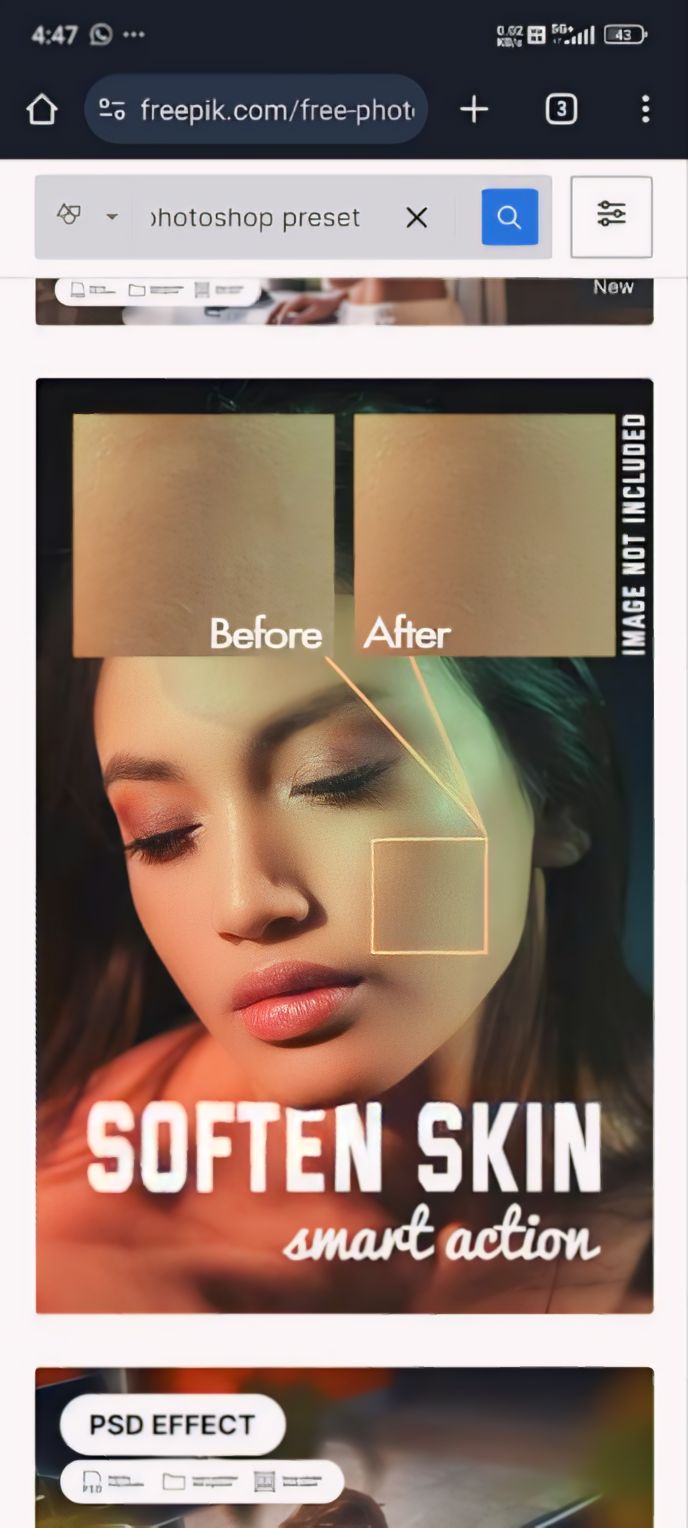 4:47
0.02
KB/s
5G+
43
freepik.com/free-phot
3
photoshop preset
New
IMAGE NOT INCLUDED
Before
After
SOFTEN SKIN
smart action
PSD EFFECT